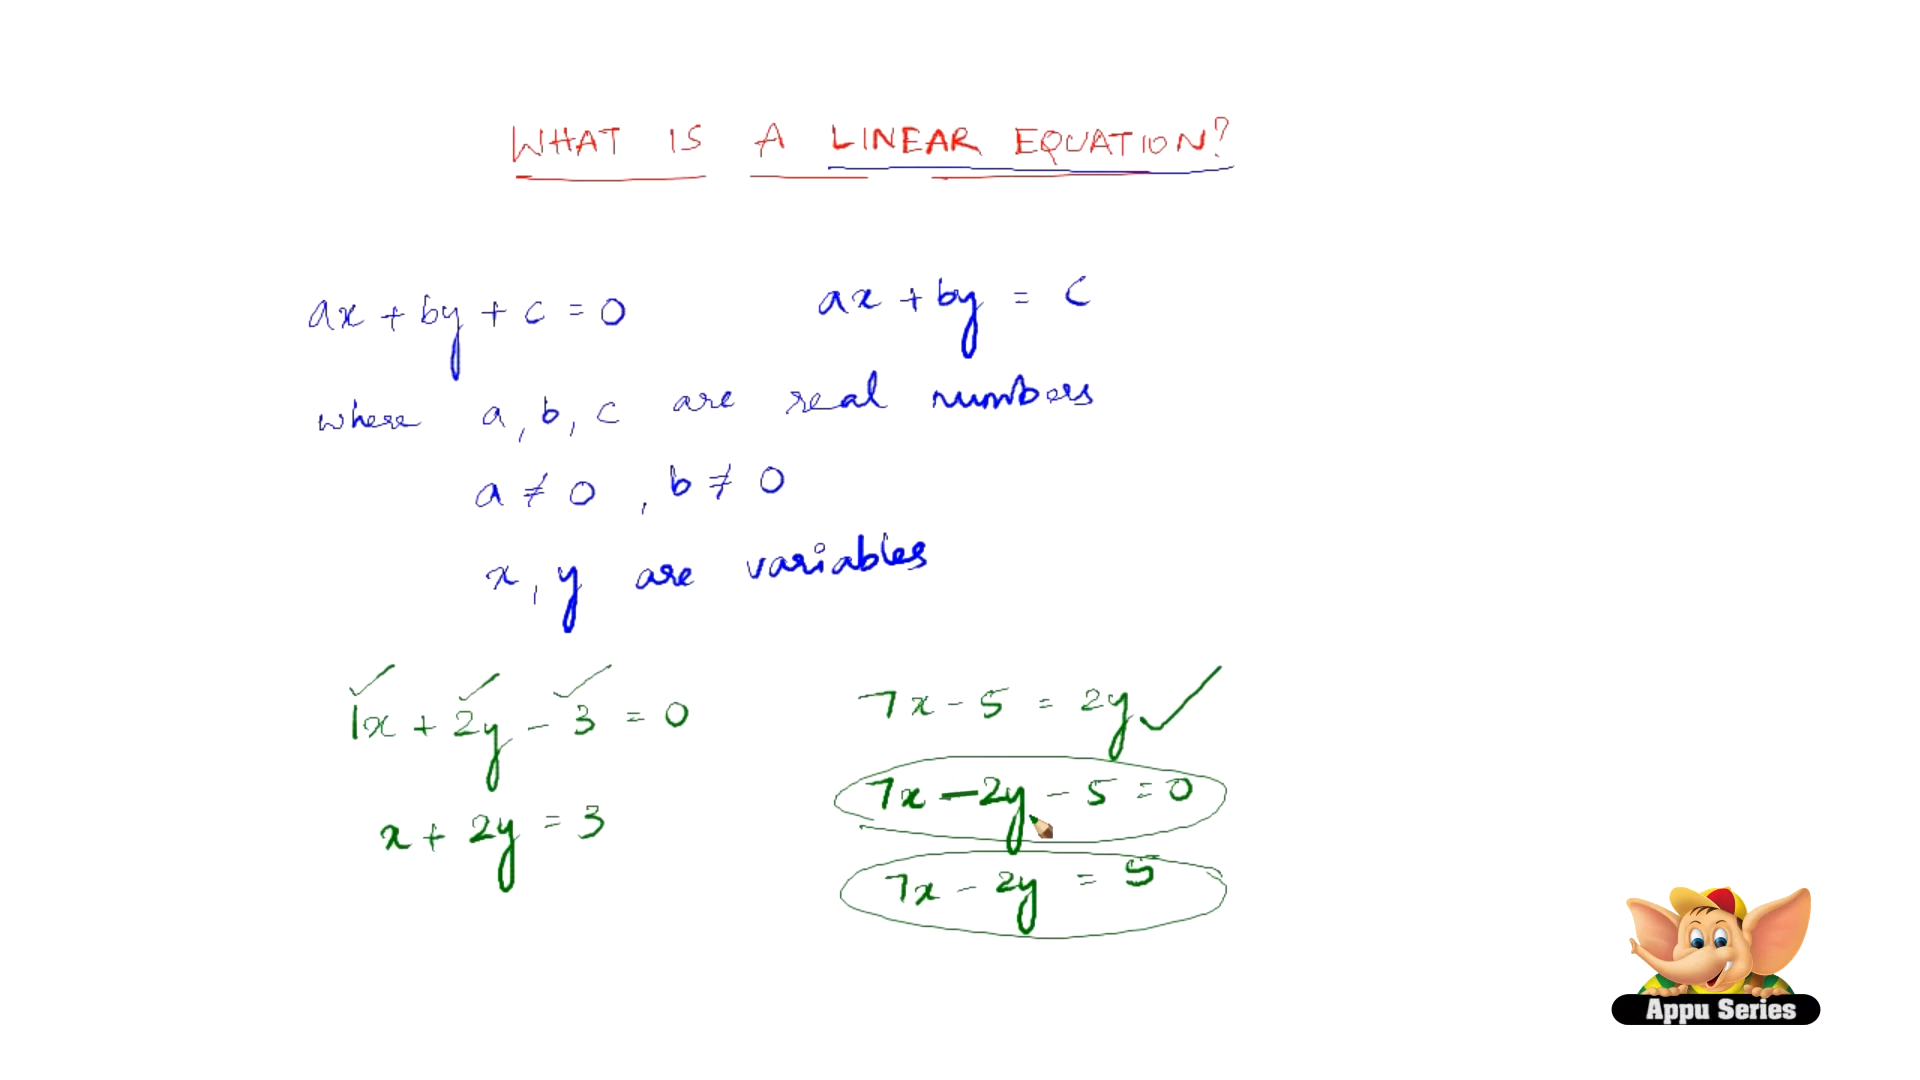 WHAT IS A LINEAR EQUATION?
ax + by + c = 0
ax + by = c
where a, b, c are real numbers
a ≠ 0, b ≠ 0
x, y are variables
1x + 2y - 3 = 0
x + 2y = 3
7x - 5 = 2y
7x - 2y - 5 = 0
7x - 2y = 5
Appu Series